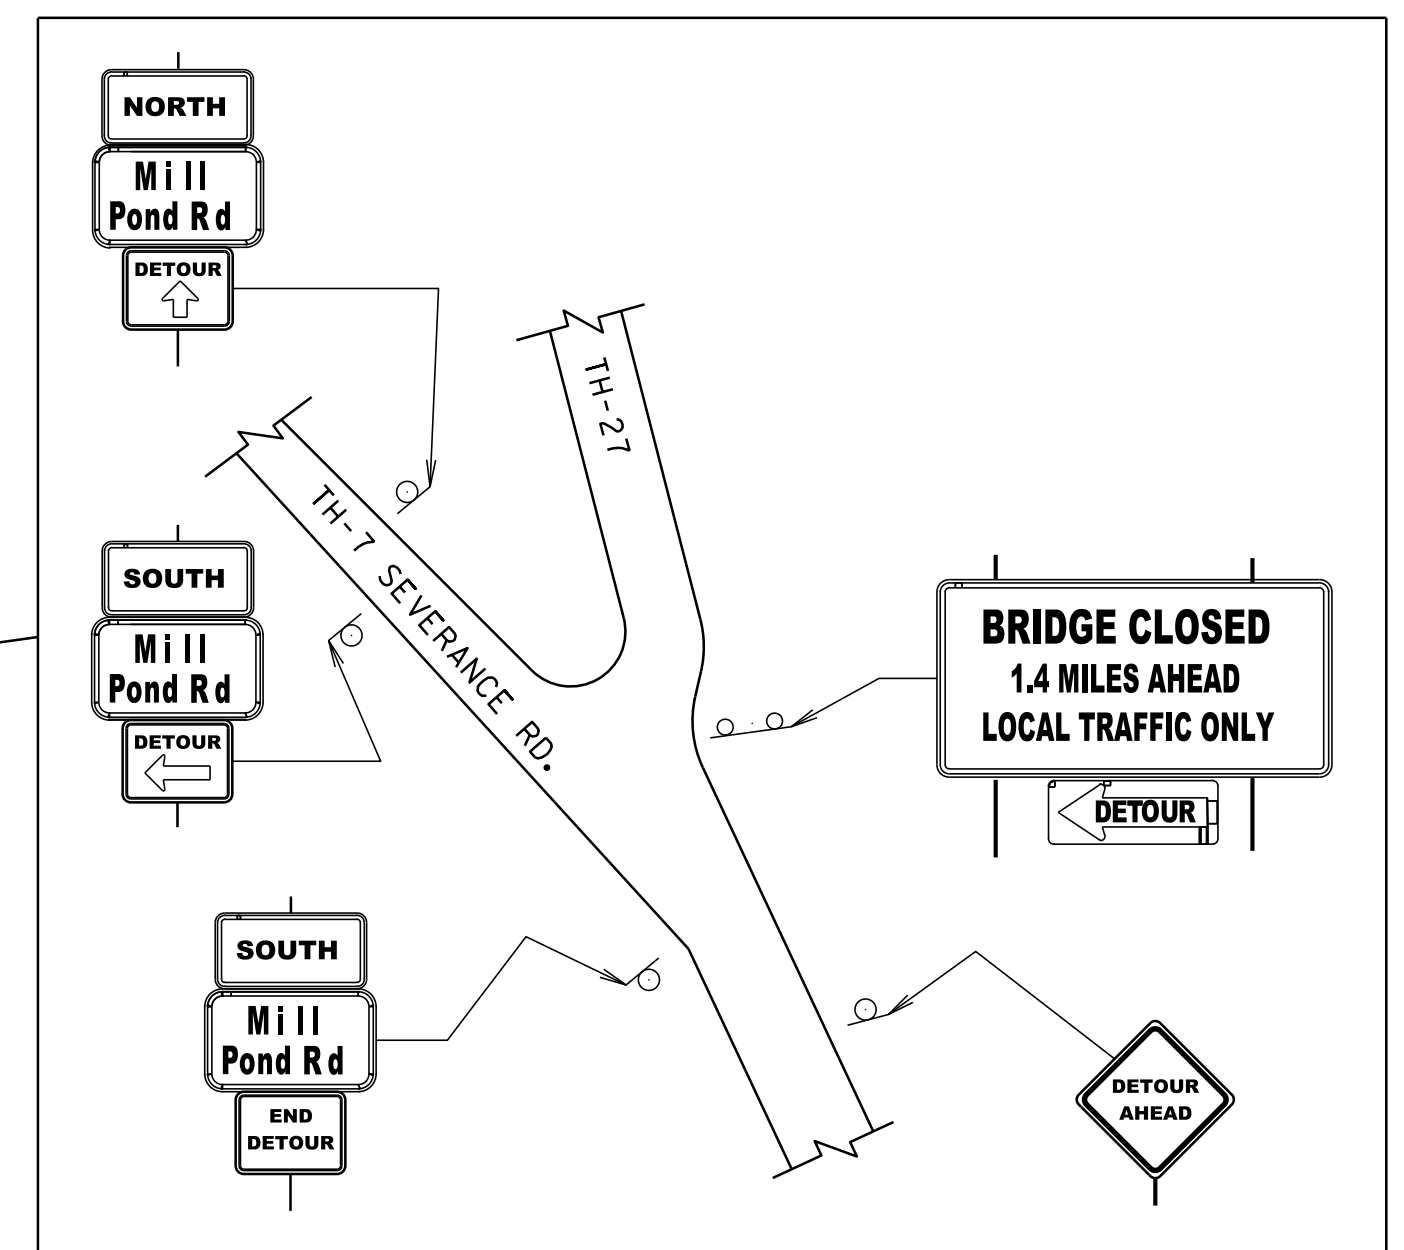 NORTH
Mill
Pond Rd
DETOUR
TH-27
TH-7 SEVERANCE RD.
SOUTH
Mill
Pond Rd
DETOUR
BRIDGE CLOSED
1.4 MILES AHEAD
LOCAL TRAFFIC ONLY
DETOUR
SOUTH
Mill
Pond Rd
END
DETOUR
DETOUR
AHEAD